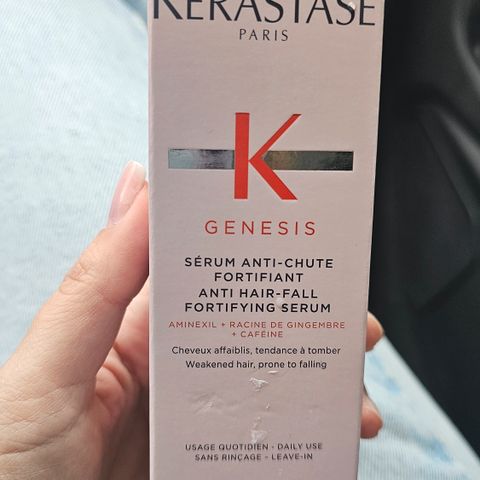 KÉRASTASE
PARIS
K
GENESIS
SÉRUM ANTI-CHUTE
FORTIFIANT
ANTI HAIR-FALL
FORTIFYING SERUM
AMINEXIL + RACINE DE GINGEMBRE
+ CAFÉINE
Cheveux affaiblis, tendance à tomber
Weakened hair, prone to falling
USAGE QUOTIDIEN - DAILY USE
SANS RINÇAGE - LEAVE-IN